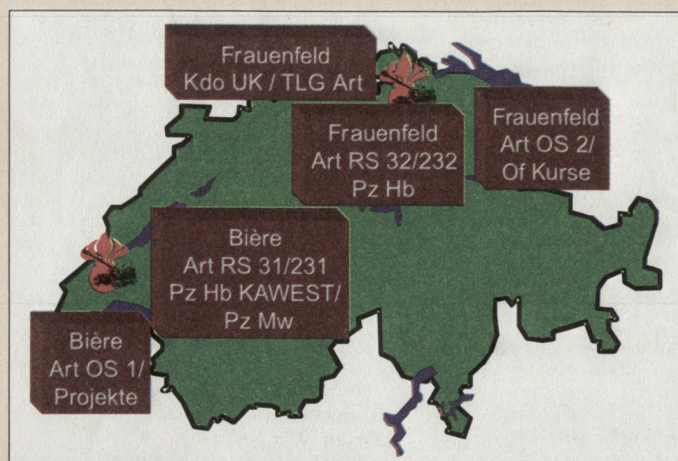 Frauenfeld
Kdo UK / TLG Art
Frauenfeld
Art RS 32/232
Pz Hb
Frauenfeld
Art OS 2/
Of Kurse
Bière
Art RS 31/231
Pz Hb KAWEST/
Pz Mw
Bière
Art OS 1/
Projekte